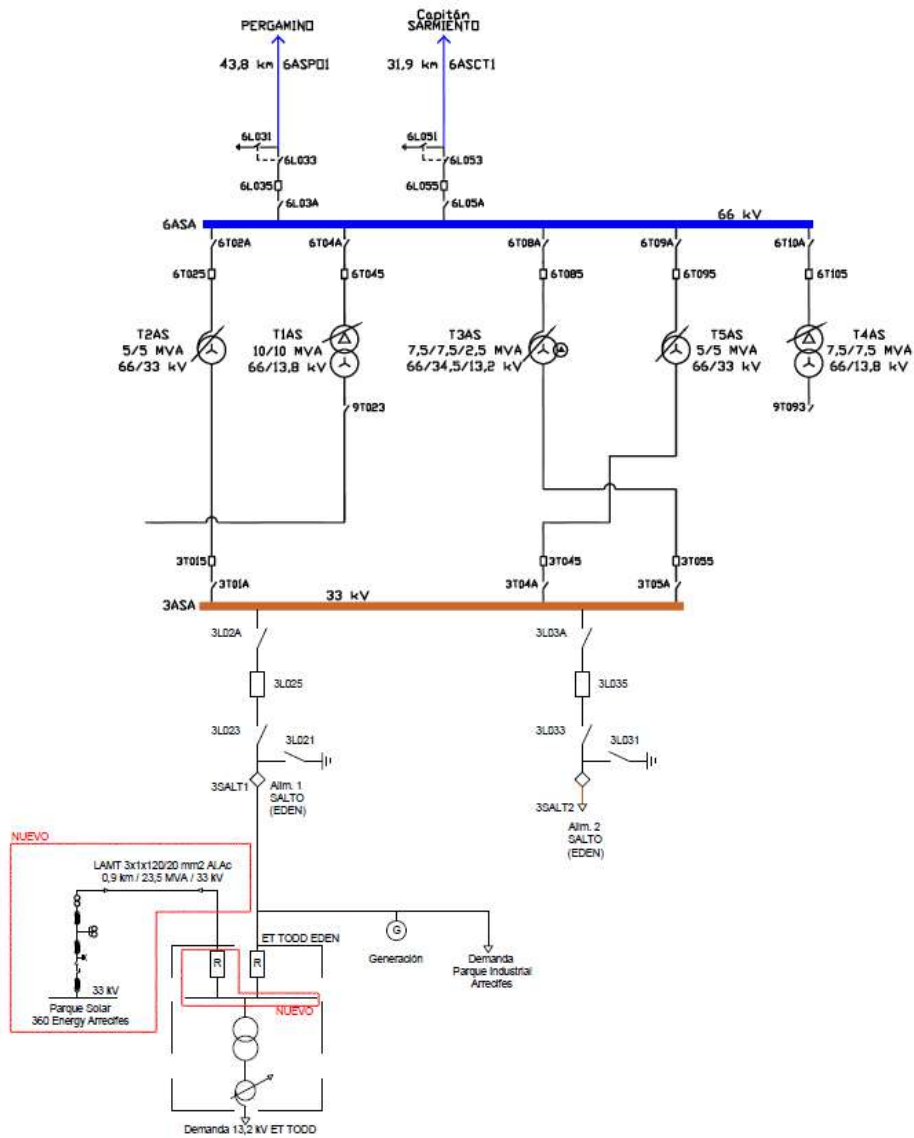 PERGAMINO
Capitán
SARMIENTO
43,8 km 6ASPO1
31,9 km 6ASCT1
6L031
6L033
6L035
6L03A
6L051
6L053
6L055
6L05A
6ASA
66 kV
6T02A
6T04A
6T08A
6T09A
6T10A
6T025
6T045
6T085
6T095
6T105
T2AS
5/5 MVA
66/33 kV
T1AS
10/10 MVA
66/13,8 kV
T3AS
7,5/7,5/2,5 MVA
66/34,5/13,2 kV
T5AS
5/5 MVA
66/33 kV
T4AS
7,5/7,5 MVA
66/13,8 kV
9T023
9T093
3T015
3T045
3T055
3T01A
3T04A
3T05A
3ASA
33 kV
3L02A
3L03A
3L025
3L035
3L023
3L021
3L033
3L031
3SALT1
Alim. 1
SALTO
(EDEN)
3SALT2
Alim. 2
SALTO
(EDEN)
NUEVO
LAMT 3x1x120/20 mm2 Al.Ac
0,9 km / 23,5 MVA / 33 kV
33 kV
Parque Solar
360 Energy Arrecifes
ET TODD EDEN
R
R
NUEVO
G
Generación
Demanda
Parque Industrial
Arrecifes
Demanda 13,2 kV ET TODD